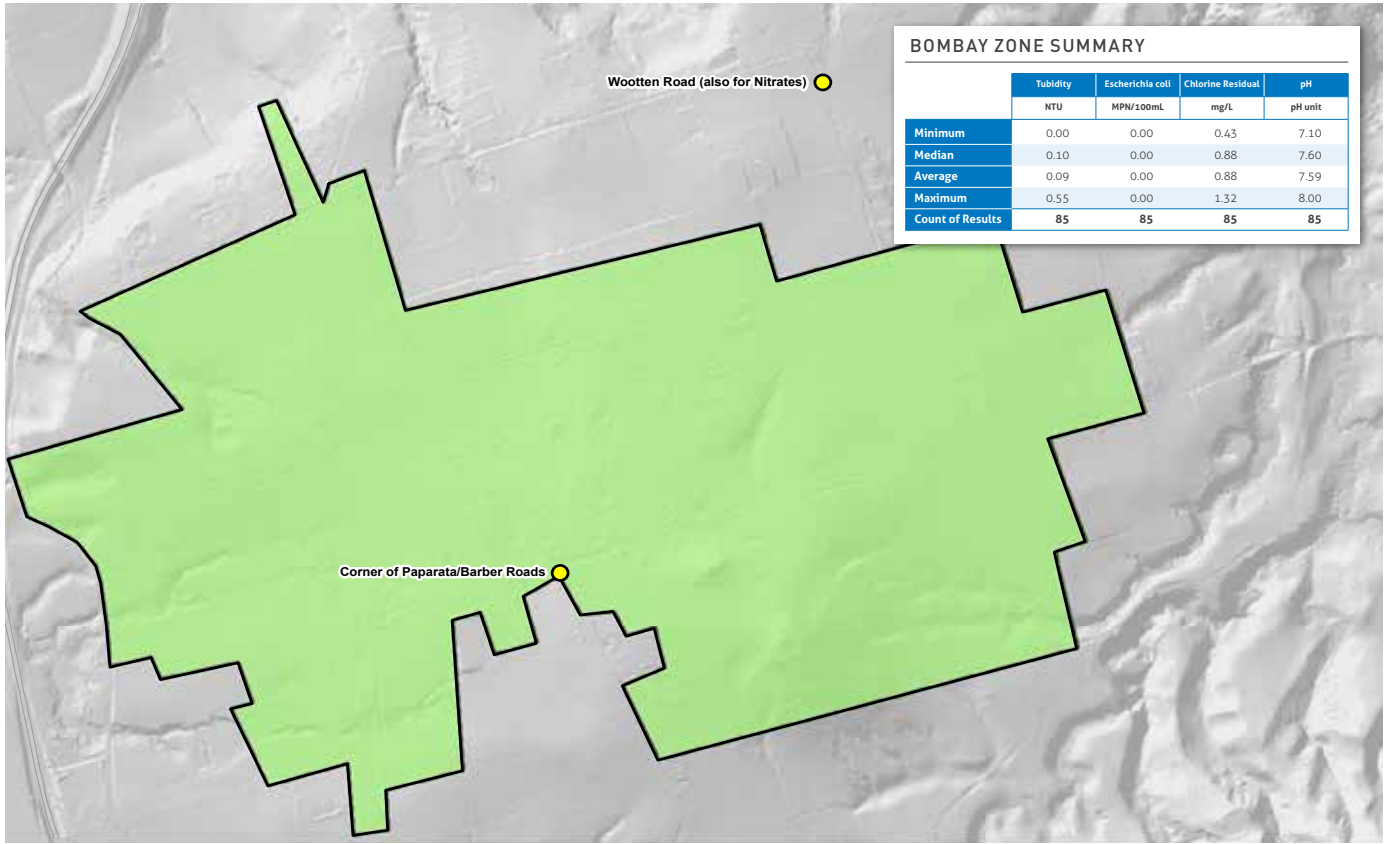 BOMBAY ZONE SUMMARY
Tubidity Escherichia coli Chlorine Residual pH
NTU MPN/100mL mg/L pH unit
Minimum 0.00 0.00 0.43 7.10
Median 0.10 0.00 0.88 7.60
Average 0.09 0.00 0.88 7.59
Maximum 0.55 0.00 1.32 8.00
Count of Results 85 85 85 85
Wootten Road (also for Nitrates)
Corner of Paparata/Barber Roads